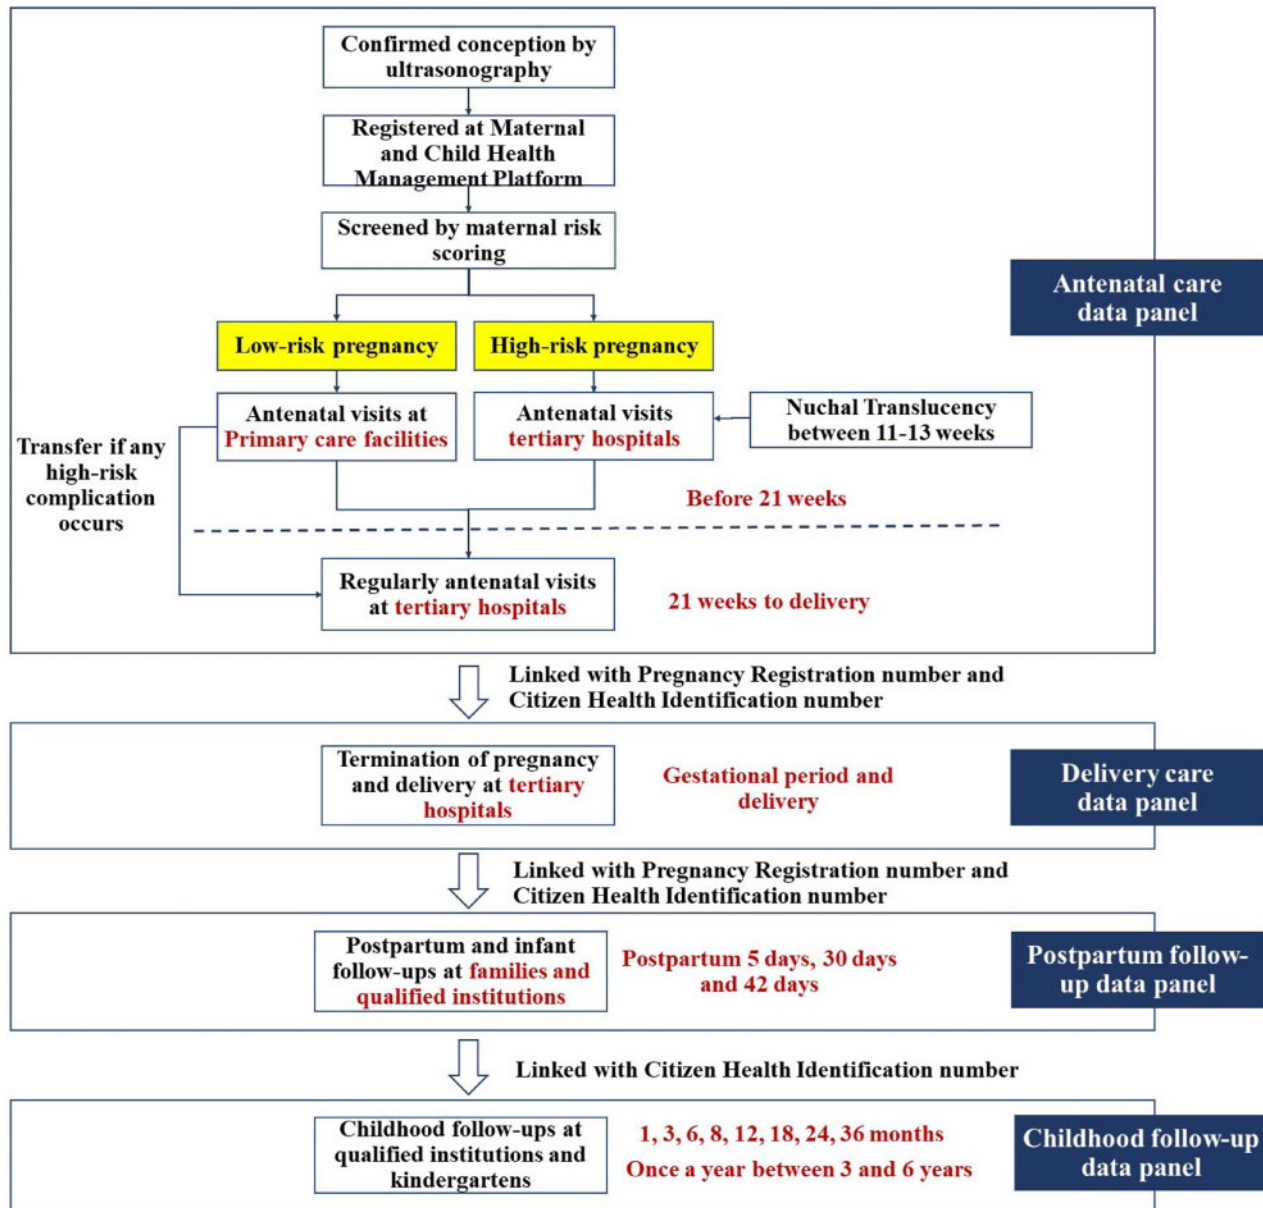 Confirmed conception by
ultrasonography
Registered at Maternal
and Child Health
Management Platform
Screened by maternal risk
scoring
Antenatal care
data panel
Low-risk pregnancy
High-risk pregnancy
Antenatal visits at
Primary care facilities
Antenatal visits
tertiary hospitals
Nuchal Translucency
between 11-13 weeks
Transfer if any
high-risk
complication
occurs
Before 21 weeks
Regularly antenatal visits
at tertiary hospitals
21 weeks to delivery
Linked with Pregnancy Registration number and
Citizen Health Identification number
Termination of pregnancy
and delivery at tertiary
hospitals
Gestational period and
delivery
Delivery care
data panel
Linked with Pregnancy Registration number and
Citizen Health Identification number
Postpartum and infant
follow-ups at families and
qualified institutions
Postpartum 5 days, 30 days
and 42 days
Postpartum follow-
up data panel
Linked with Citizen Health Identification number
Childhood follow-ups at
qualified institutions and
kindergartens
1, 3, 6, 8, 12, 18, 24, 36 months
Once a year between 3 and 6 years
Childhood follow-up
data panel